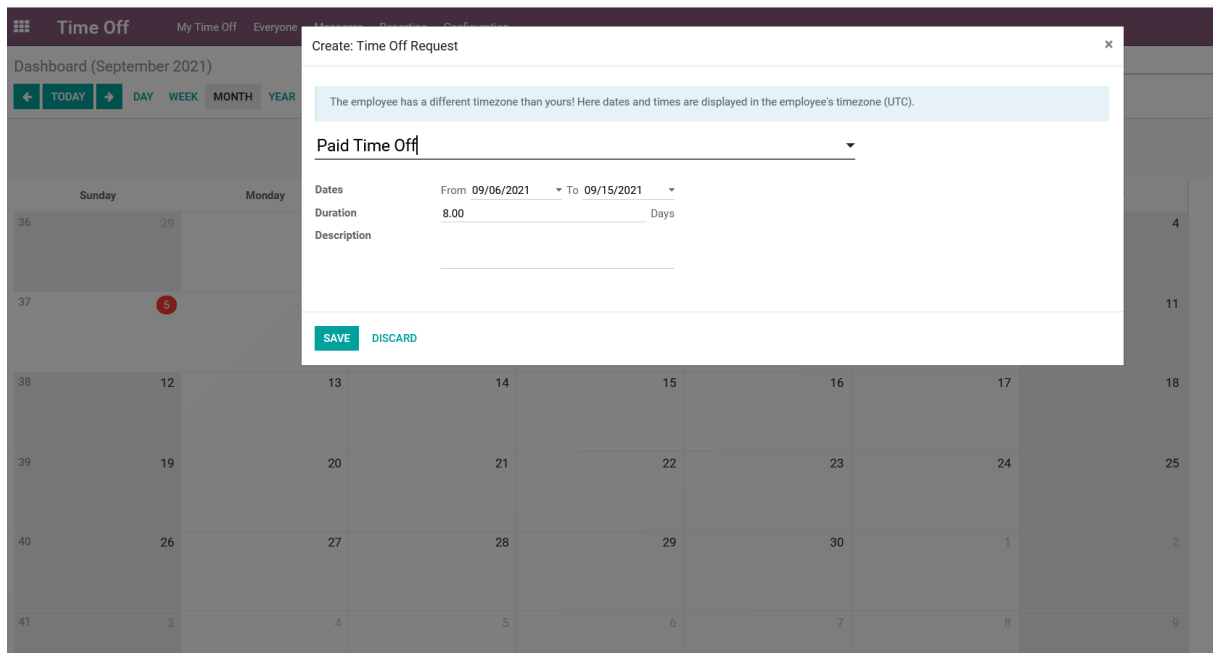 Time Off My Time Off Everyone Managers Reporting Configuration
Dashboard (September 2021)
TODAY DAY WEEK MONTH YEAR
Create: Time Off Request ×
The employee has a different timezone than yours! Here dates and times are displayed in the employee's timezone (UTC).
Paid Time Off
Dates From 09/06/2021 To 09/15/2021
Duration 8.00 Days
Description
SAVE DISCARD
Sunday Monday
36 29 4
37 5 11
38 12 13 14 15 16 17 18
39 19 20 21 22 23 24 25
40 26 27 28 29 30 1 2
41 3 4 5 6 7 8 9